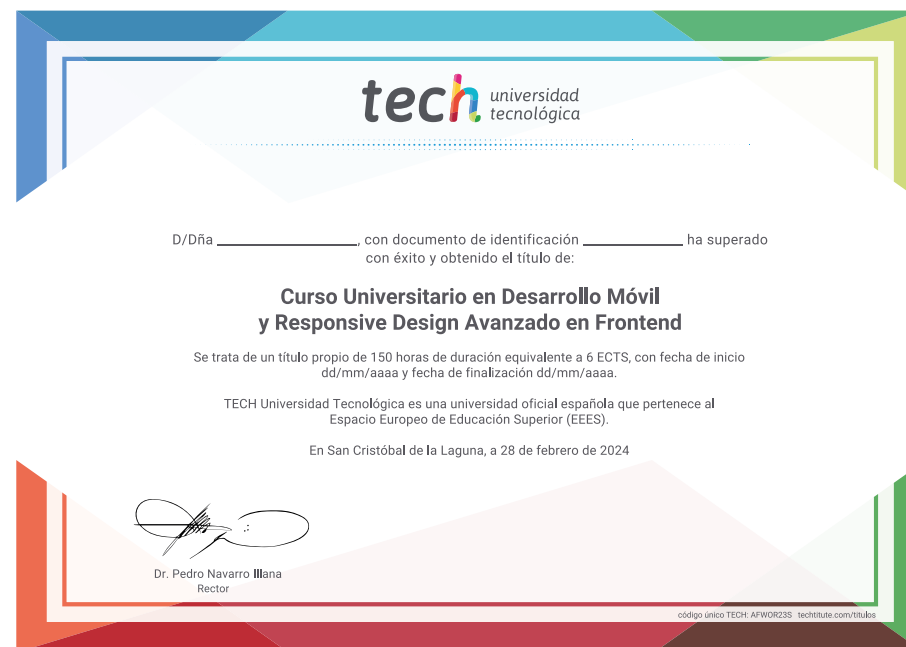 tech universidad
tecnológica
D/Dña ________________, con documento de identificación ____________ ha superado
con éxito y obtenido el título de:
Curso Universitario en Desarrollo Móvil
y Responsive Design Avanzado en Frontend
Se trata de un título propio de 150 horas de duración equivalente a 6 ECTS, con fecha de inicio
dd/mm/aaaa y fecha de finalización dd/mm/aaaa.
TECH Universidad Tecnológica es una universidad oficial española que pertenece al
Espacio Europeo de Educación Superior (EEES).
En San Cristóbal de la Laguna, a 28 de febrero de 2024
Dr. Pedro Navarro Illana
Rector
código único TECH: AFWOR23S techtitute.com/titulos